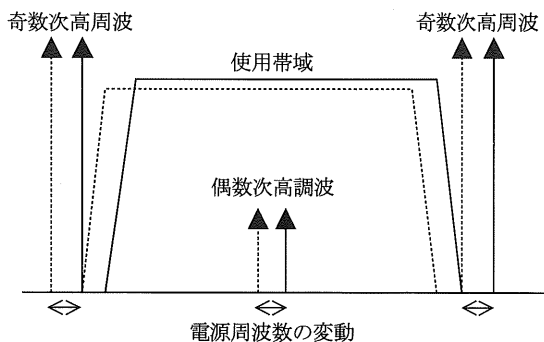 奇数次高周波
奇数次高周波
使用帯域
偶数次高調波
電源周波数の変動